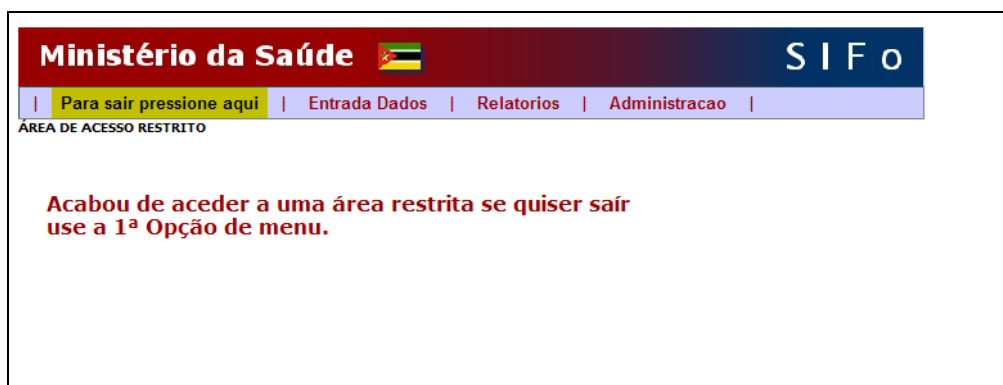 Ministério da Saúde S I F o
| Para sair pressione aqui | Entrada Dados | Relatorios | Administracao |
ÁREA DE ACESSO RESTRITO
Acabou de aceder a uma área restrita se quiser saír
use a 1ª Opção de menu.